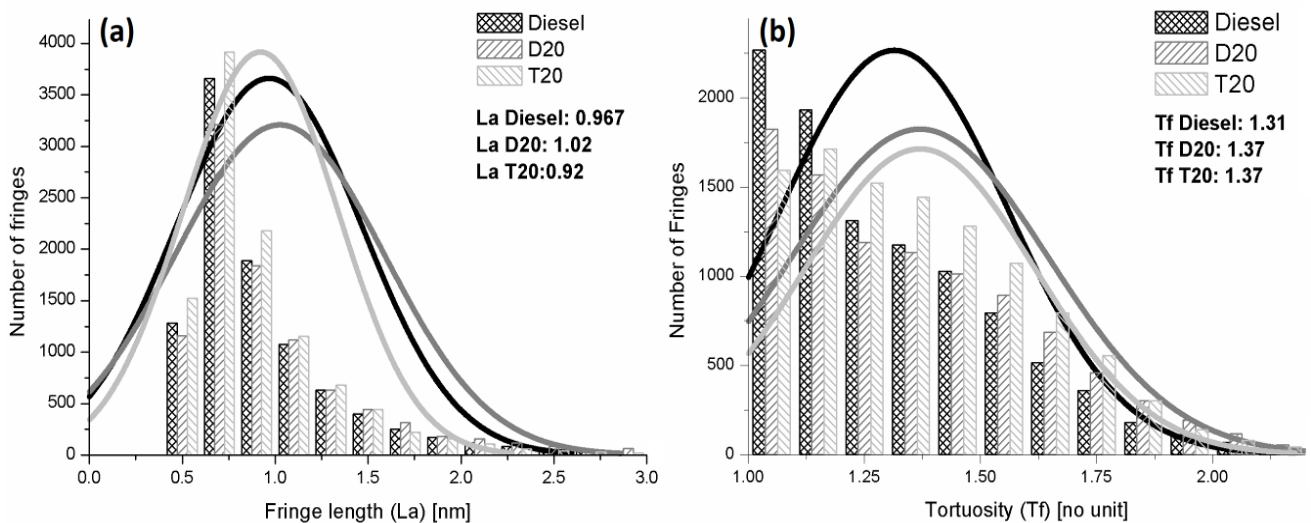 (a)
Diesel
D20
T20
La Diesel: 0.967
La D20: 1.02
La T20:0.92
Number of fringes
4000
3500
3000
2500
2000
1500
1000
500
0
0.0 0.5 1.0 1.5 2.0 2.5 3.0
Fringe length (La) [nm]
(b)
Diesel
D20
T20
Tf Diesel: 1.31
Tf D20: 1.37
Tf T20: 1.37
Number of Fringes
2000
1500
1000
500
0
1.00 1.25 1.50 1.75 2.00
Tortuosity (Tf) [no unit]